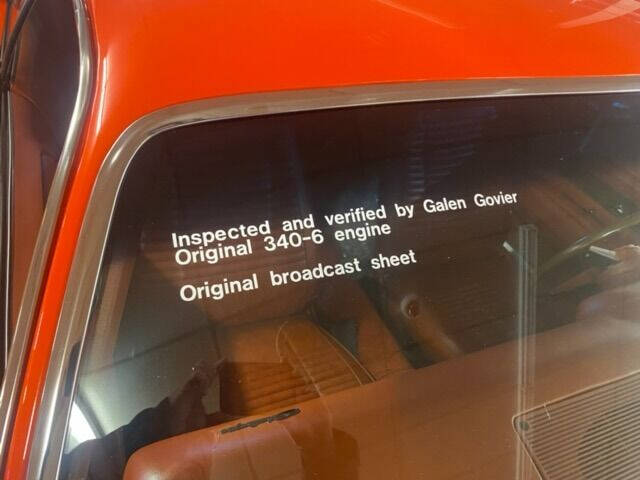 Inspected and verified by Galen Govier
Original 340-6 engine
Original broadcast sheet